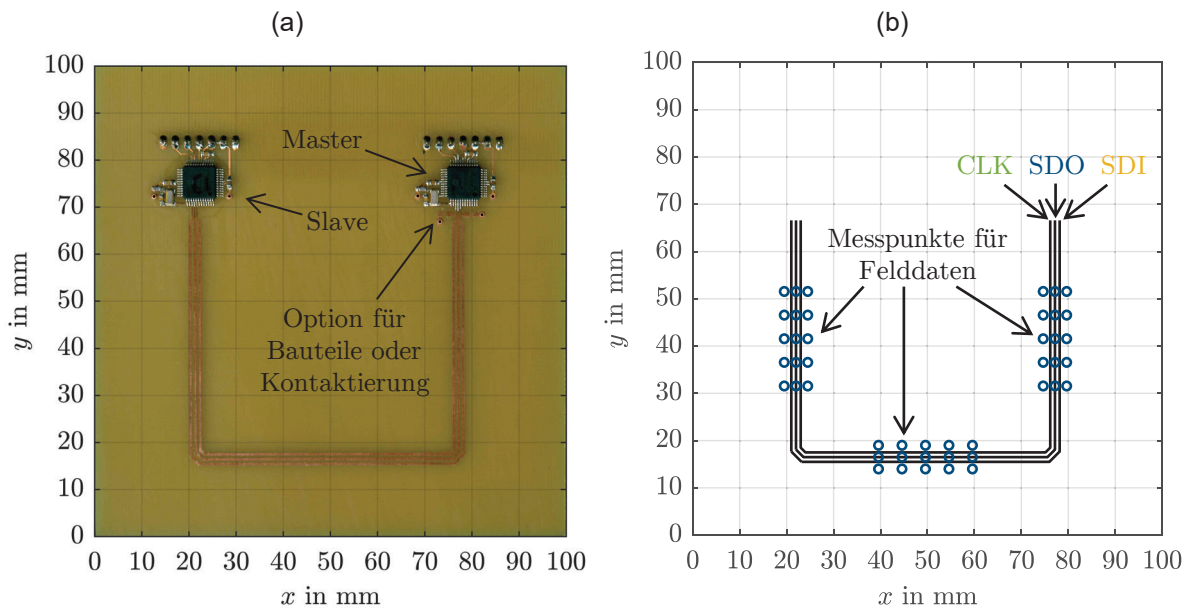 (a)
100
90
80
70
60
50
40
30
20
10
0
y in mm
Master
Slave
Option für
Bauteile oder
Kontaktierung
0 10 20 30 40 50 60 70 80 90 100
x in mm
(b)
100
90
80
70
60
50
40
30
20
10
0
y in mm
CLK SDO SDI
Messpunkte für
Felddaten
0 10 20 30 40 50 60 70 80 90 100
x in mm